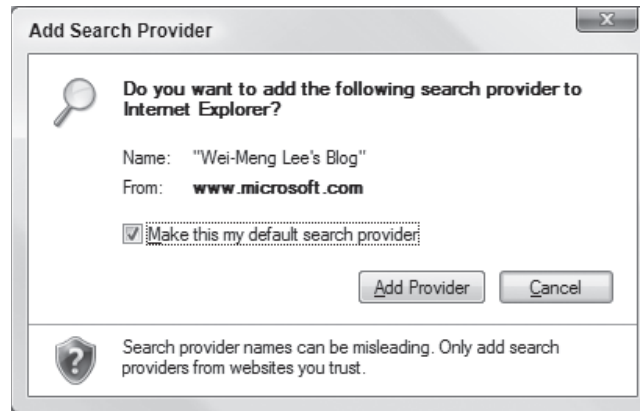 Add Search Provider
Do you want to add the following search provider to
Internet Explorer?
Name: "Wei-Meng Lee's Blog"
From: www.microsoft.com
Make this my default search provider
Add Provider
Cancel
Search provider names can be misleading. Only add search
providers from websites you trust.